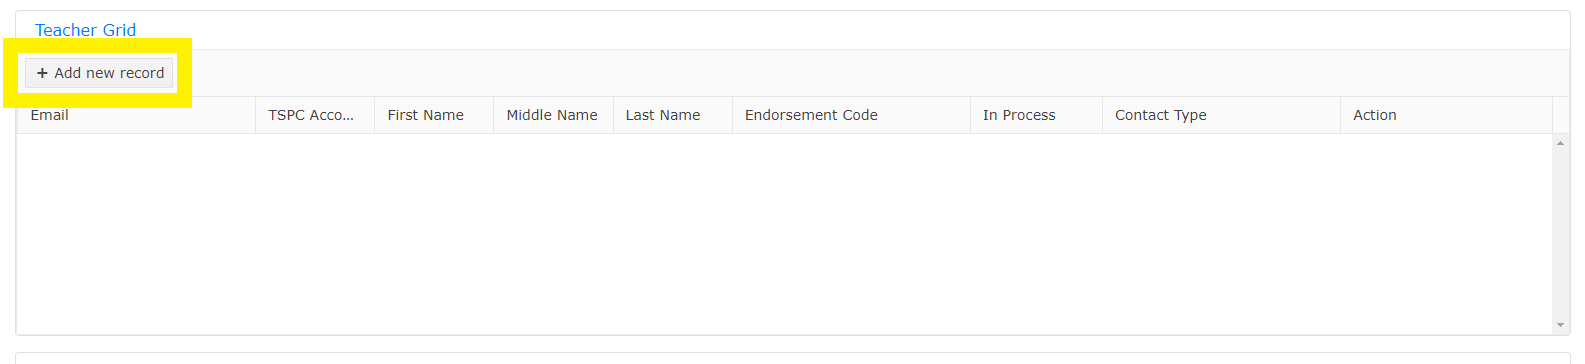 Teacher Grid
+ Add new record
Email TSPC Acco... First Name Middle Name Last Name Endorsement Code In Process Contact Type Action